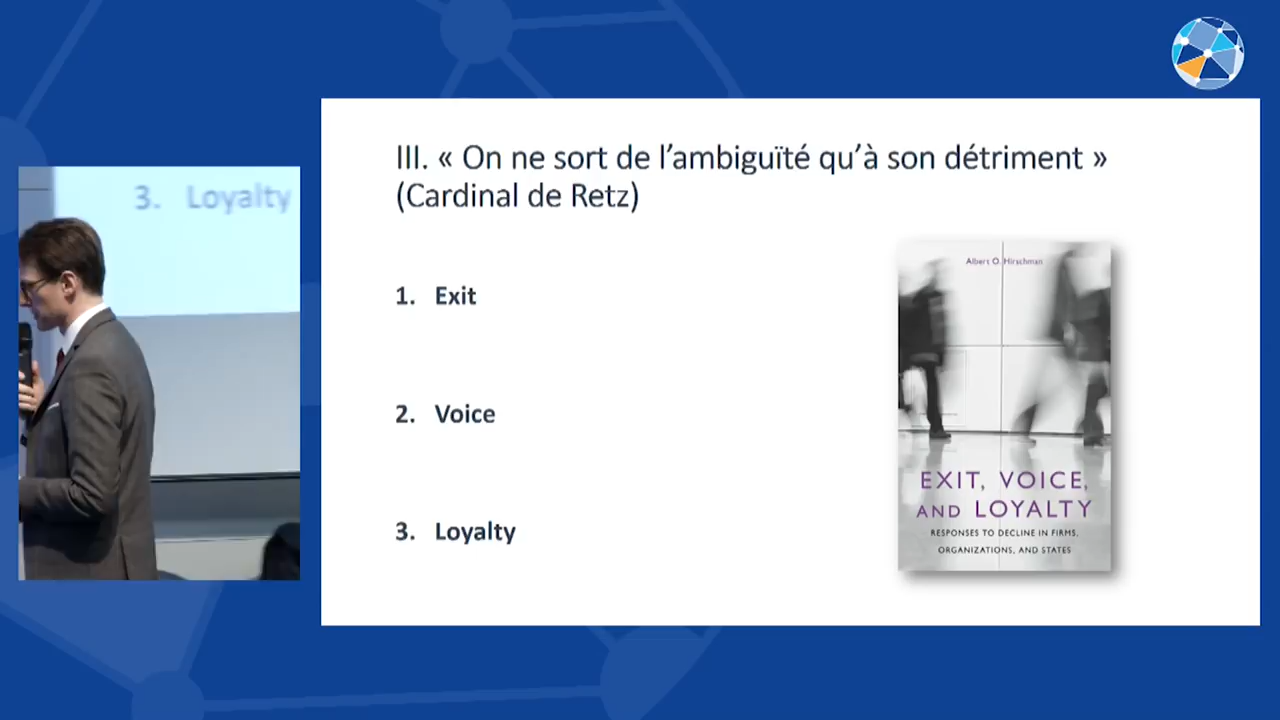 3. Loyalty
III. « On ne sort de l’ambiguïté qu’à son détriment »
(Cardinal de Retz)
1. Exit
2. Voice
3. Loyalty
Albert O. Hirschman
EXIT, VOICE,
AND LOYALTY
RESPONSES TO DECLINE IN FIRMS,
ORGANIZATIONS, AND STATES